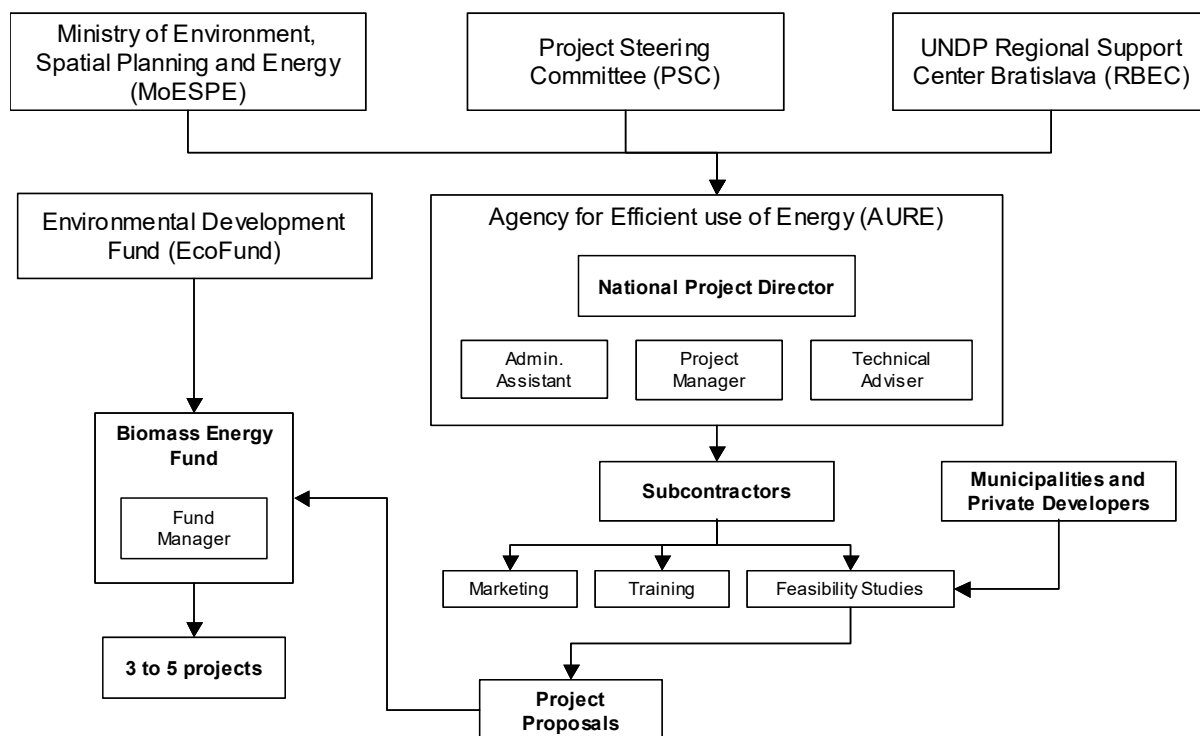 Ministry of Environment,
Spatial Planning and Energy
(MoESPE)
Project Steering
Committee (PSC)
UNDP Regional Support
Center Bratislava (RBEC)
Environmental Development
Fund (EcoFund)
Agency for Efficient use of Energy (AURE)
National Project Director
Admin.
Assistant
Project
Manager
Technical
Adviser
Biomass Energy
Fund
Fund
Manager
Subcontractors
Municipalities and
Private Developers
Marketing
Training
Feasibility Studies
3 to 5 projects
Project
Proposals